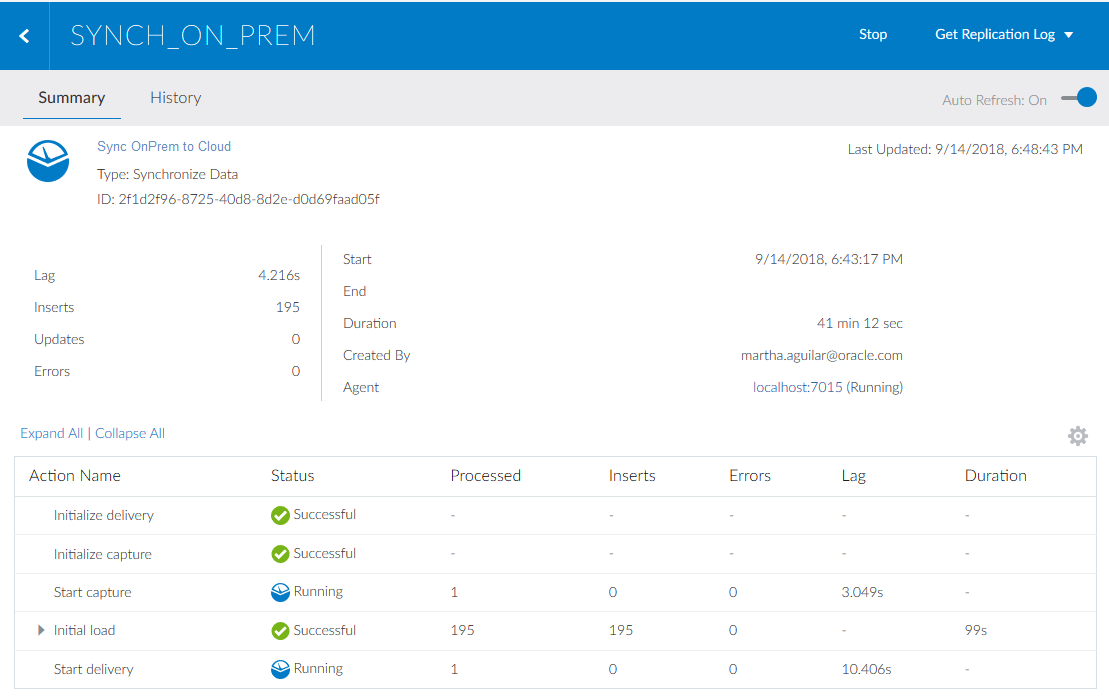 SYNCH_ON_PREM Stop Get Replication Log
Summary History Auto Refresh: On
Sync OnPrem to Cloud Last Updated: 9/14/2018, 6:48:43 PM
Type: Synchronize Data
ID: 2f1d2f96-8725-40d8-8d2e-d0d69faad05f
Lag 4.216s
Inserts 195
Updates 0
Errors 0
Start 9/14/2018, 6:43:17 PM
End
Duration 41 min 12 sec
Created By martha.aguilar@oracle.com
Agent localhost:7015 (Running)
Expand All | Collapse All
Action Name Status Processed Inserts Errors Lag Duration
Initialize delivery Successful - - - - -
Initialize capture Successful - - - - -
Start capture Running 1 0 0 3.049s -
Initial load Successful 195 195 0 - 99s
Start delivery Running 1 0 0 10.406s -